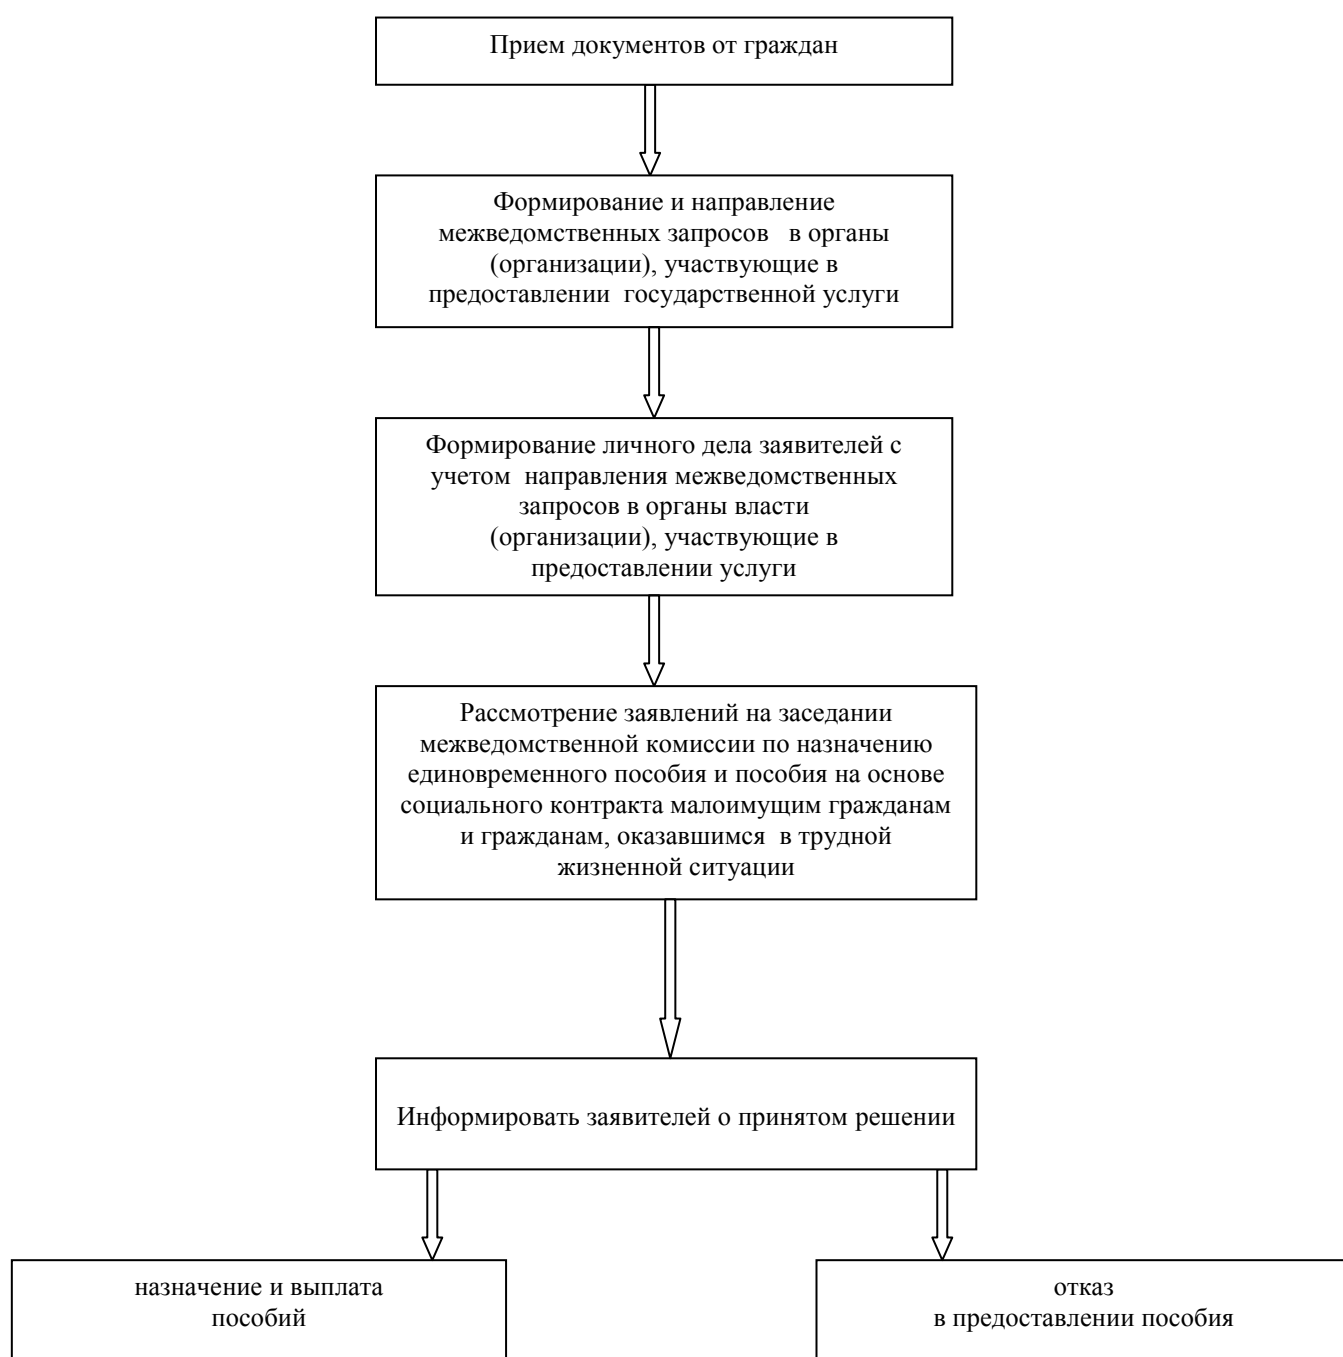 Прием документов от граждан
Формирование и направление
межведомственных запросов   в органы
(организации), участвующие в
предоставлении  государственной услуги
Формирование личного дела заявителей с
учетом  направления межведомственных
запросов в органы власти
(организации), участвующие в
предоставлении услуги
Рассмотрение заявлений на заседании
межведомственной комиссии по назначению
единовременного пособия и пособия на основе
социального контракта малоимущим гражданам
и гражданам, оказавшимся  в трудной
жизненной ситуации
Информировать заявителей о принятом решении
назначение и выплата
пособий
отказ
в предоставлении пособия